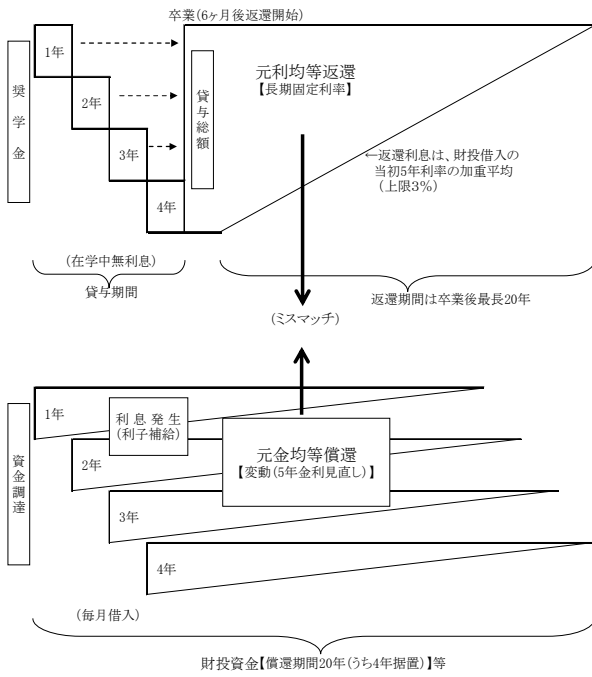 卒業(6ヶ月後返還開始)
奨学金
1年
2年
3年
4年
貸与総額
元利均等返還
【長期固定利率】
←返還利息は、財投借入の
当初5年利率の加重平均
(上限3%)
(在学中無利息)
貸与期間
返還期間は卒業後最長20年
(ミスマッチ)
資金調達
1年
利息発生
(利子補給)
2年
元金均等償還
【変動(5年金利見直し)】
3年
4年
(毎月借入)
財投資金【償還期間20年(うち4年据置)】等